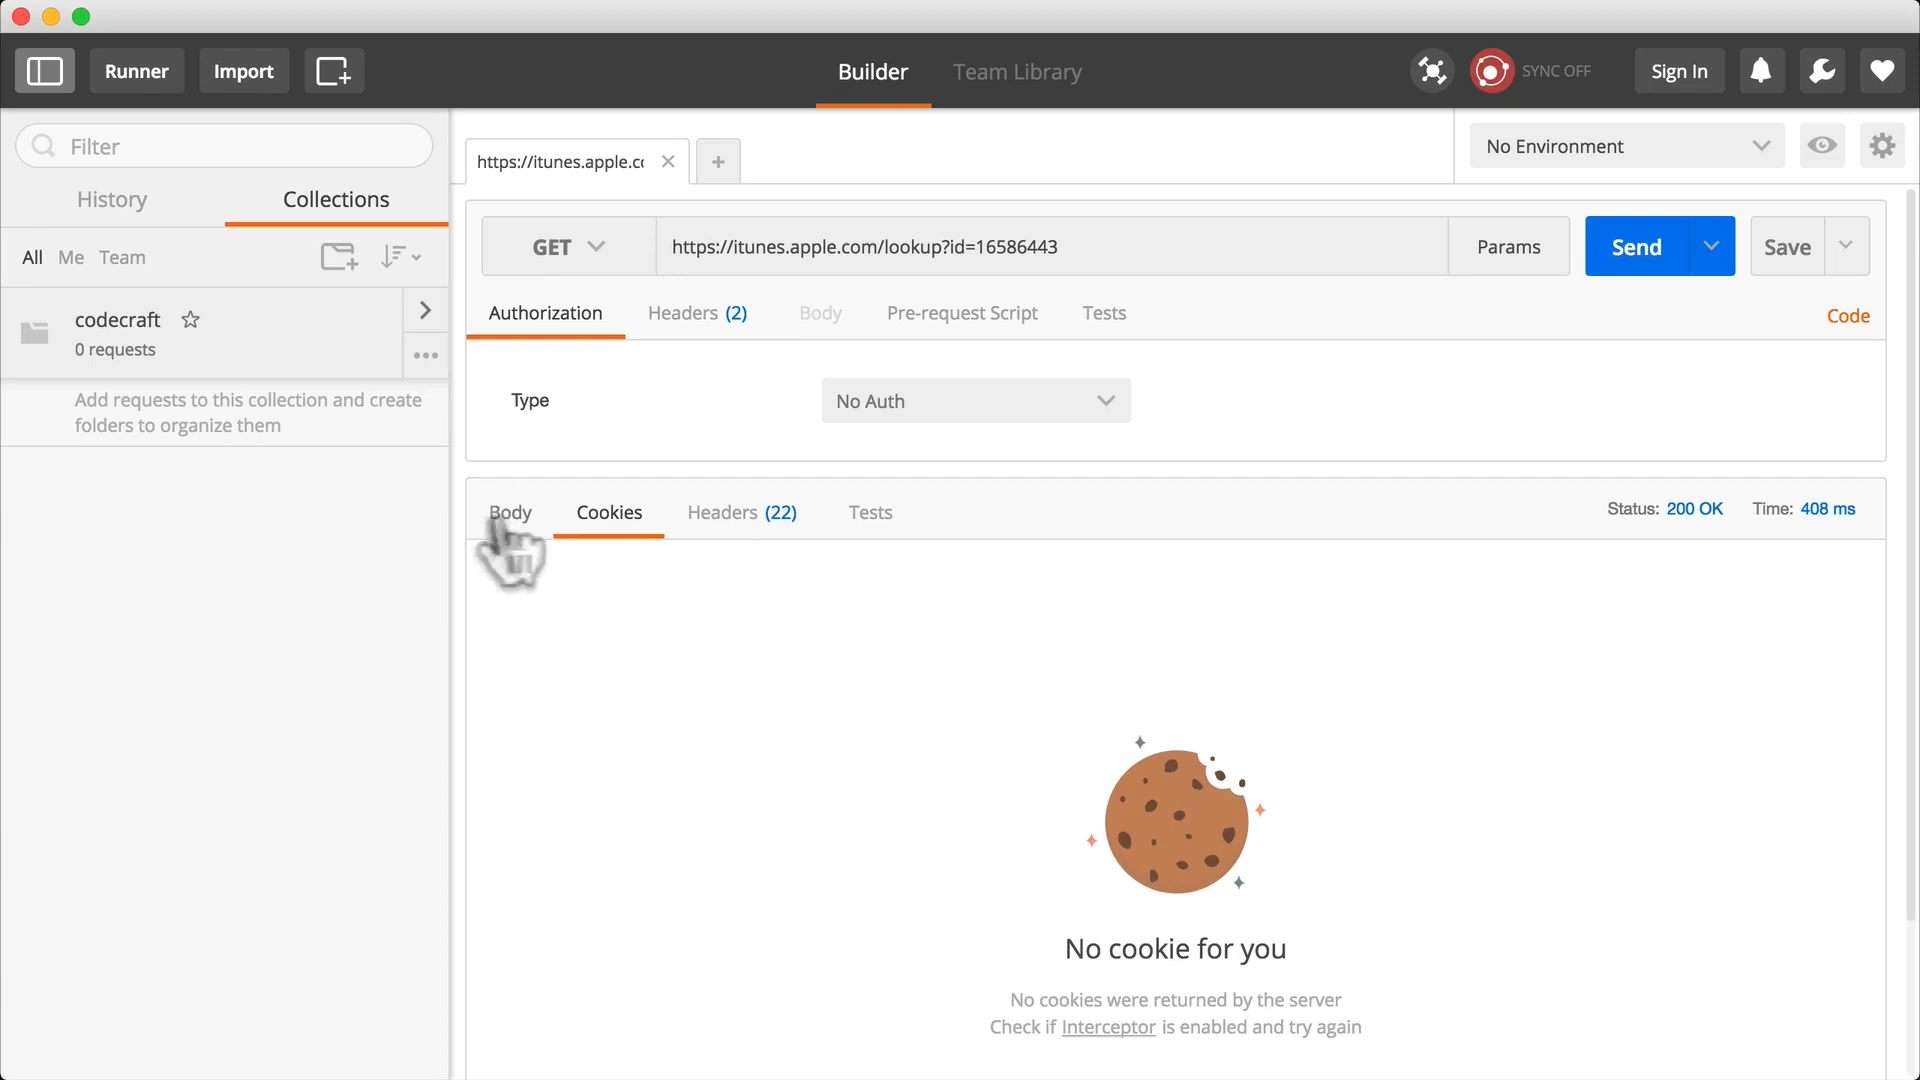 Runner
Import
Builder
Team Library
SYNC OFF
Sign In
Filter
https://itunes.apple.cc
No Environment
History
Collections
GET
https://itunes.apple.com/lookup?id=16586443
Params
Send
Save
All
Me
Team
Authorization
Headers (2)
Body
Pre-request Script
Tests
Code
codecraft
0 requests
Type
No Auth
Add requests to this collection and create
folders to organize them
Body
Cookies
Headers (22)
Tests
Status: 200 OK
Time: 408 ms
No cookie for you
No cookies were returned by the server
Check if Interceptor is enabled and try again